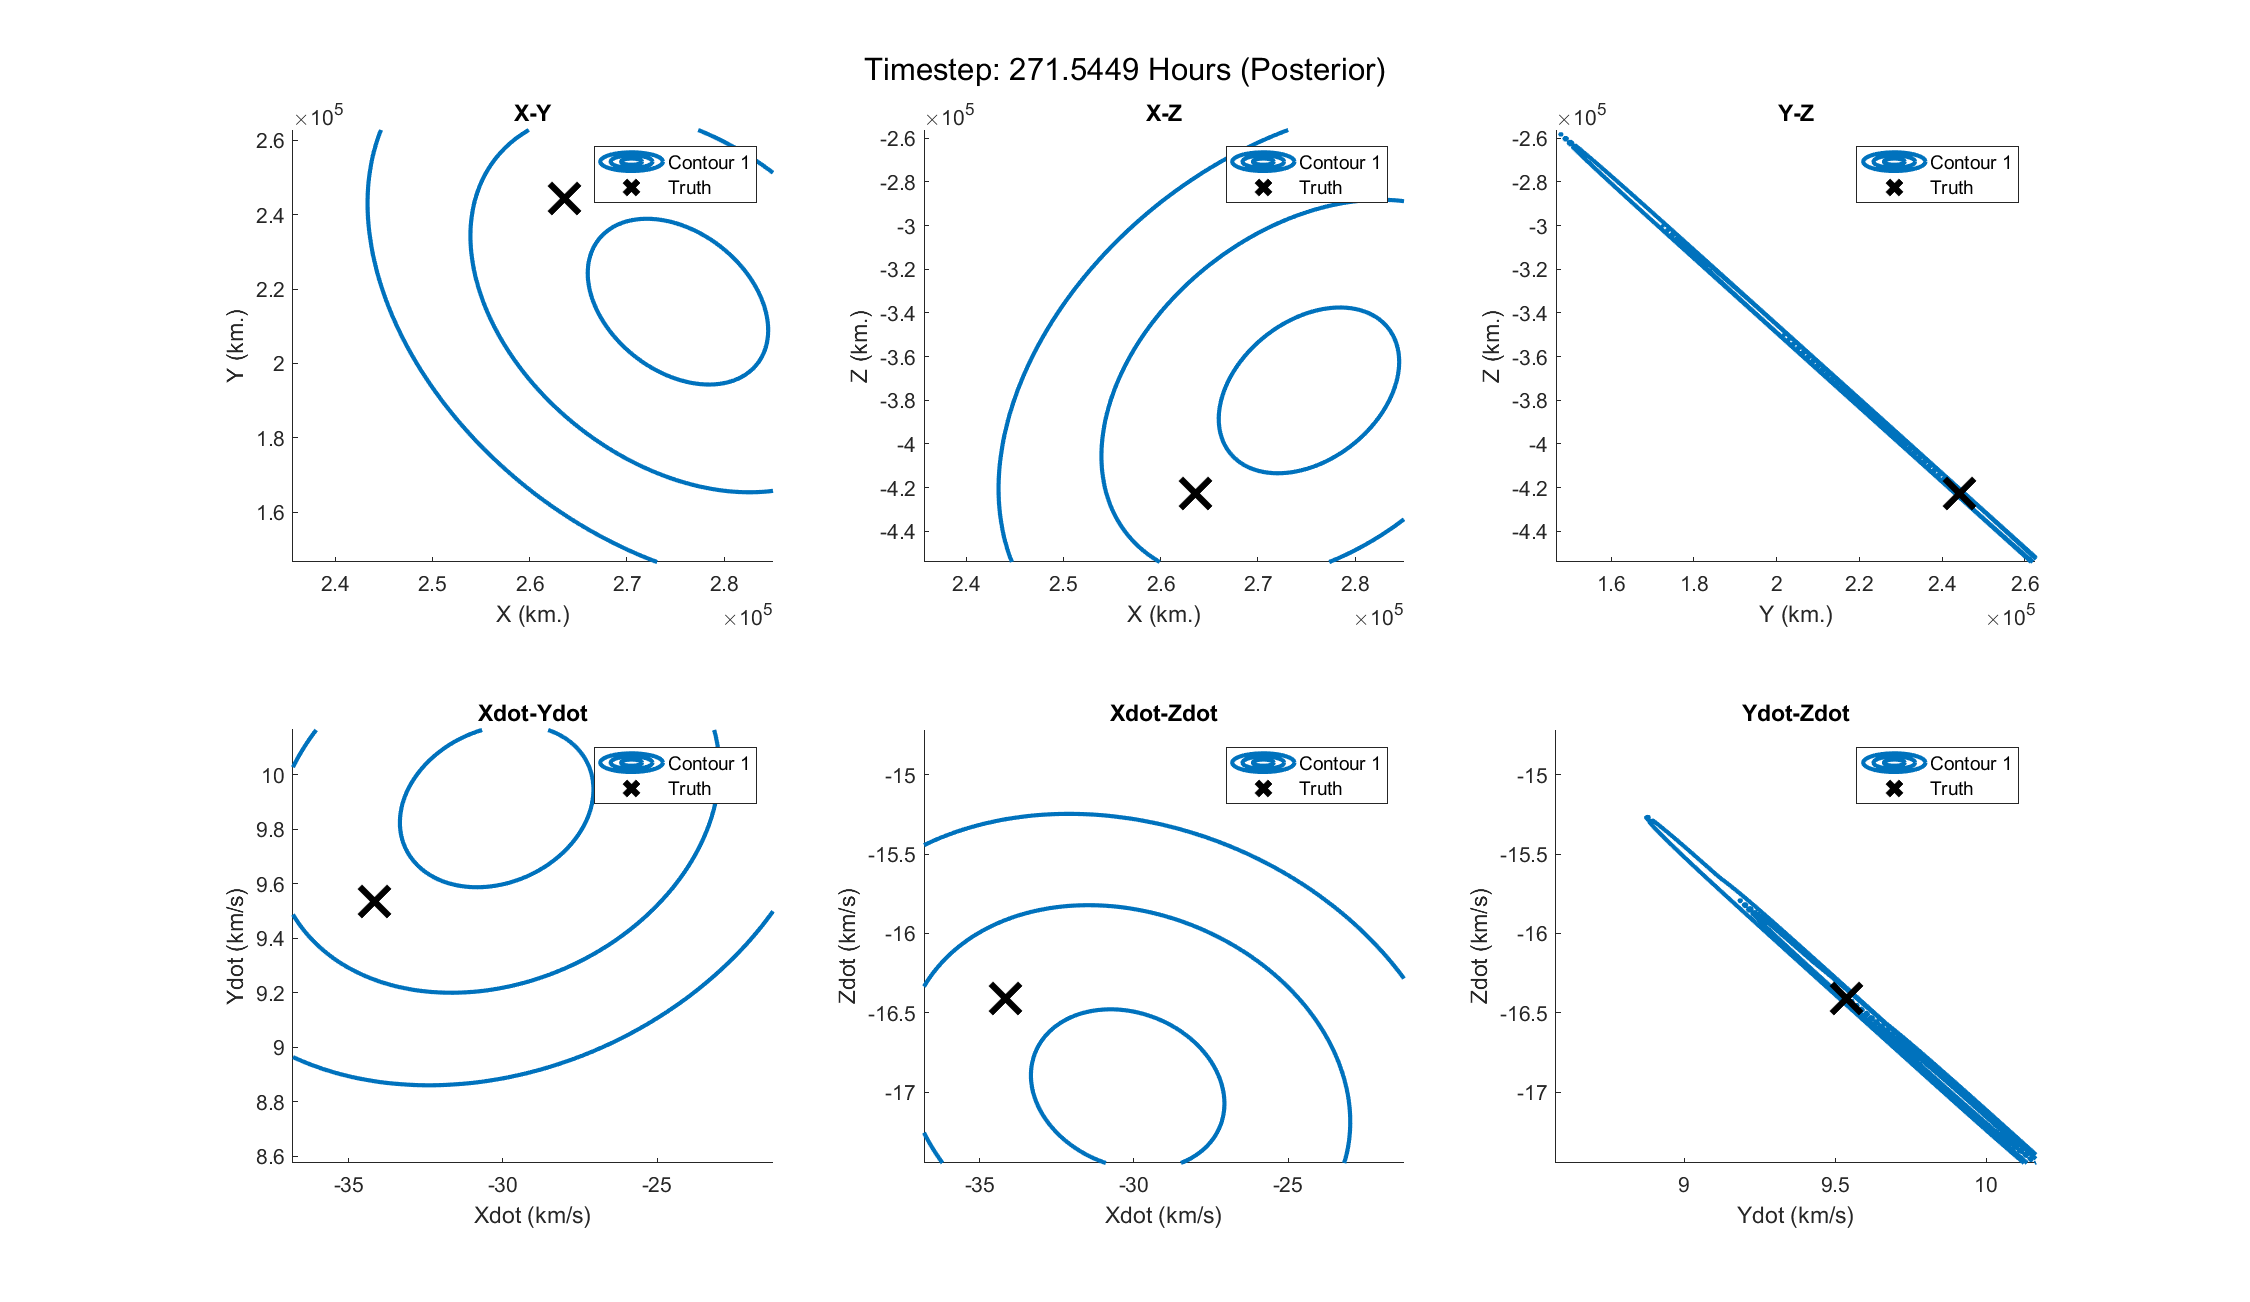 Timestep: 271.5449 Hours (Posterior)
X-Y
×10^5
2.6
2.4
2.2
2
1.8
1.6
Y (km.)
2.4 2.5 2.6 2.7 2.8
X (km.)
×10^5
Contour 1
Truth
X-Z
×10^5
-2.6
-2.8
-3
-3.2
-3.4
-3.6
-3.8
-4
-4.2
-4.4
Z (km.)
2.4 2.5 2.6 2.7 2.8
X (km.)
×10^5
Contour 1
Truth
Y-Z
×10^5
-2.6
-2.8
-3
-3.2
-3.4
-3.6
-3.8
-4
-4.2
-4.4
Z (km.)
1.6 1.8 2 2.2 2.4 2.6
Y (km.)
×10^5
Contour 1
Truth
Xdot-Ydot
10
9.8
9.6
9.4
9.2
9
8.8
8.6
Ydot (km/s)
-35 -30 -25
Xdot (km/s)
Contour 1
Truth
Xdot-Zdot
-15
-15.5
-16
-16.5
-17
Zdot (km/s)
-35 -30 -25
Xdot (km/s)
Contour 1
Truth
Ydot-Zdot
-15
-15.5
-16
-16.5
-17
Zdot (km/s)
9 9.5 10
Ydot (km/s)
Contour 1
Truth